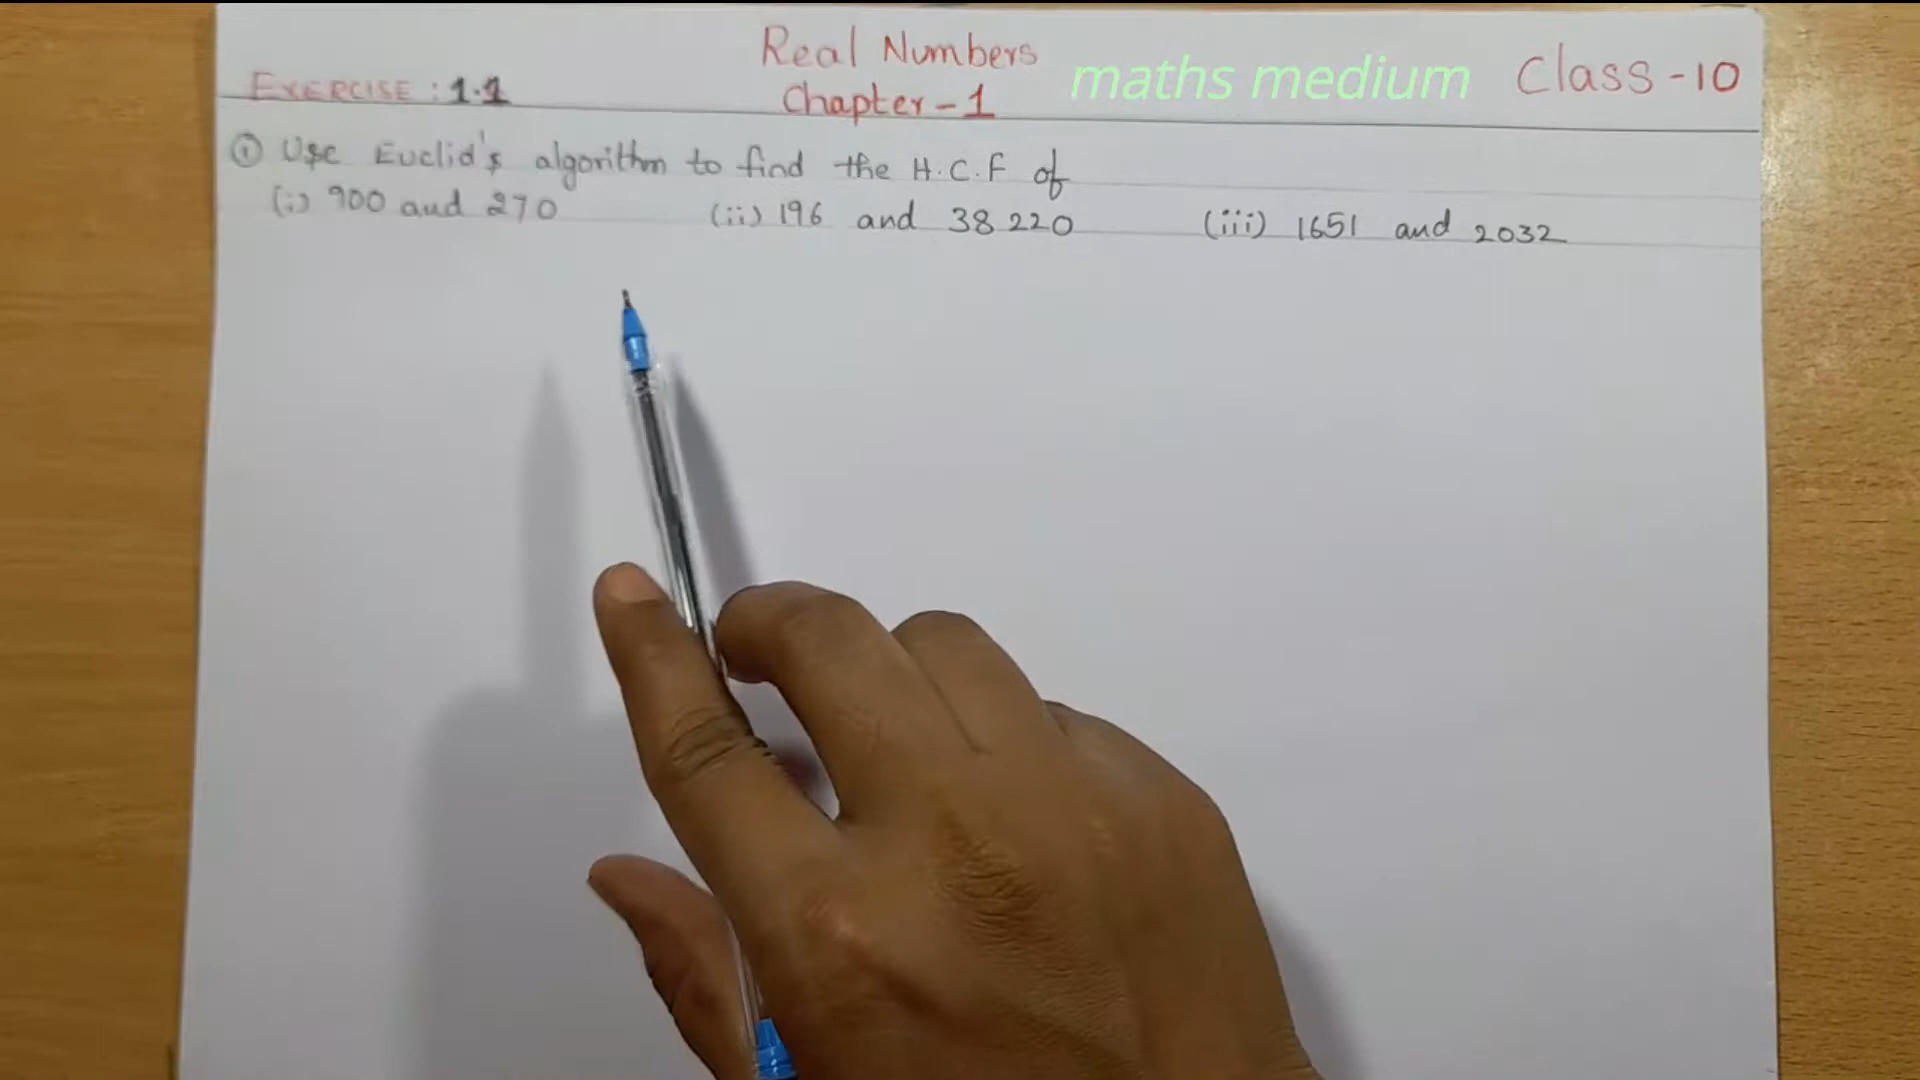 Real Numbers
maths medium
Class - 10
EXERCISE : 1.1
Chapter - 1
① Use Euclid's algorithm to find the H.C.F of
(i) 900 and 270 (ii) 196 and 38220 (iii) 1651 and 2032